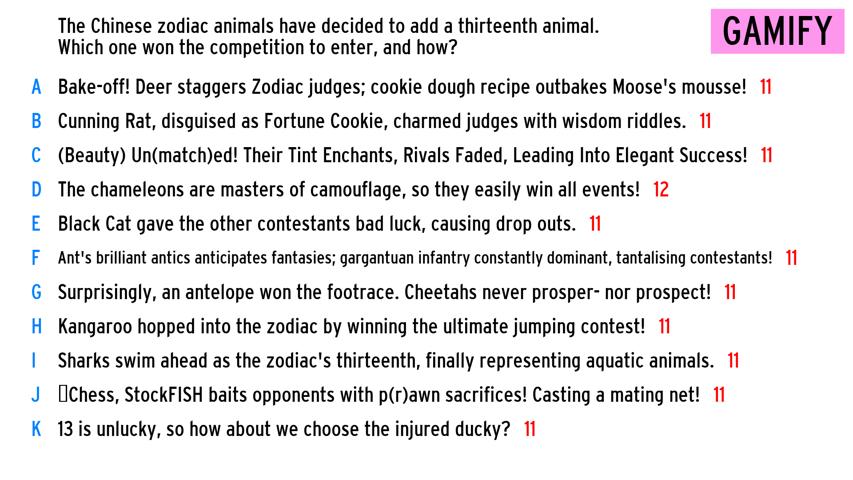 The Chinese zodiac animals have decided to add a thirteenth animal.
Which one won the competition to enter, and how?
GAMIFY
A Bake-off! Deer staggers Zodiac judges; cookie dough recipe outbakes Moose's mousse! 11
B Cunning Rat, disguised as Fortune Cookie, charmed judges with wisdom riddles. 11
C (Beauty) Un(match)ed! Their Tint Enchants, Rivals Faded, Leading Into Elegant Success! 11
D The chameleons are masters of camouflage, so they easily win all events! 12
E Black Cat gave the other contestants bad luck, causing drop outs. 11
F Ant's brilliant antics anticipates fantasies; gargantuan infantry constantly dominant, tantalising contestants! 11
G Surprisingly, an antelope won the footrace. Cheetahs never prosper- nor prospect! 11
H Kangaroo hopped into the zodiac by winning the ultimate jumping contest! 11
I Sharks swim ahead as the zodiac's thirteenth, finally representing aquatic animals. 11
J Chess, StockFISH baits opponents with p(r)awn sacrifices! Casting a mating net! 11
K 13 is unlucky, so how about we choose the injured ducky? 11